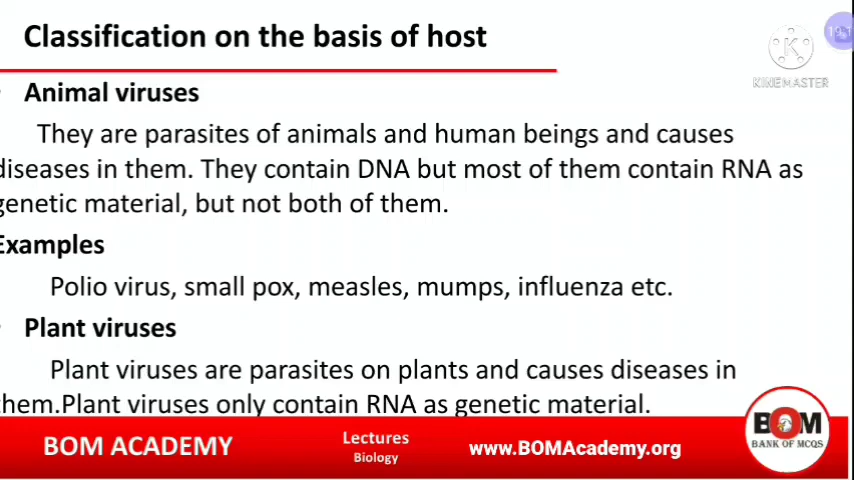 Classification on the basis of host
K
KINEMASTER
Animal viruses
They are parasites of animals and human beings and causes
diseases in them. They contain DNA but most of them contain RNA as
genetic material, but not both of them.
Examples
Polio virus, small pox, measles, mumps, influenza etc.
Plant viruses
Plant viruses are parasites on plants and causes diseases in
them.Plant viruses only contain RNA as genetic material.
BOM ACADEMY
Lectures
Biology
www.BOMAcademy.org
BOM
BANK OF MCQS